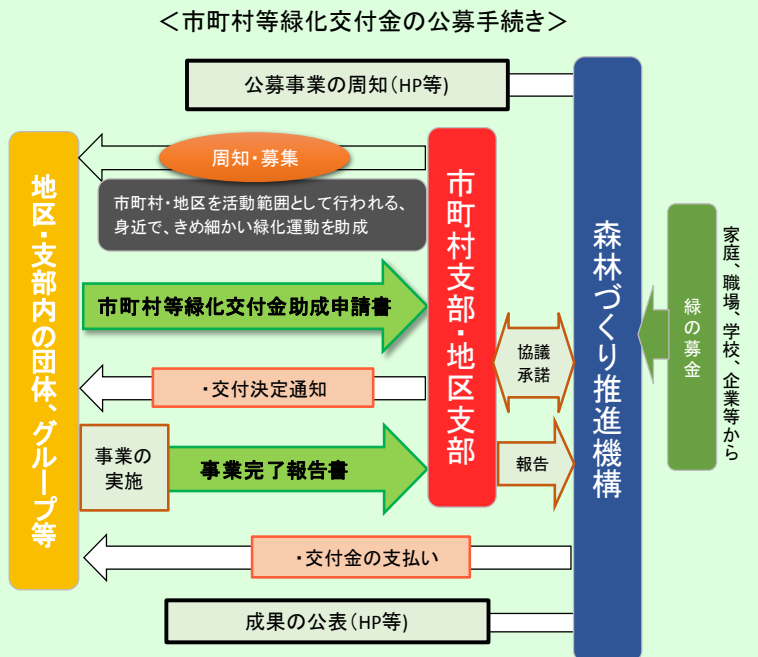 ＜市町村等緑化交付金の公募手続き＞
公募事業の周知(HP等)
周知・募集
市町村・地区を活動範囲として行われる、
身近で、きめ細かい緑化運動を助成
市町村等緑化交付金助成申請書
・交付決定通知
事業の
実施
事業完了報告書
・交付金の支払い
成果の公表(HP等)
地区・支部内の団体、グループ等
市町村支部・地区支部
協議
承諾
報告
森林づくり推進機構
緑の募金
家庭、職場、学校、企業等から